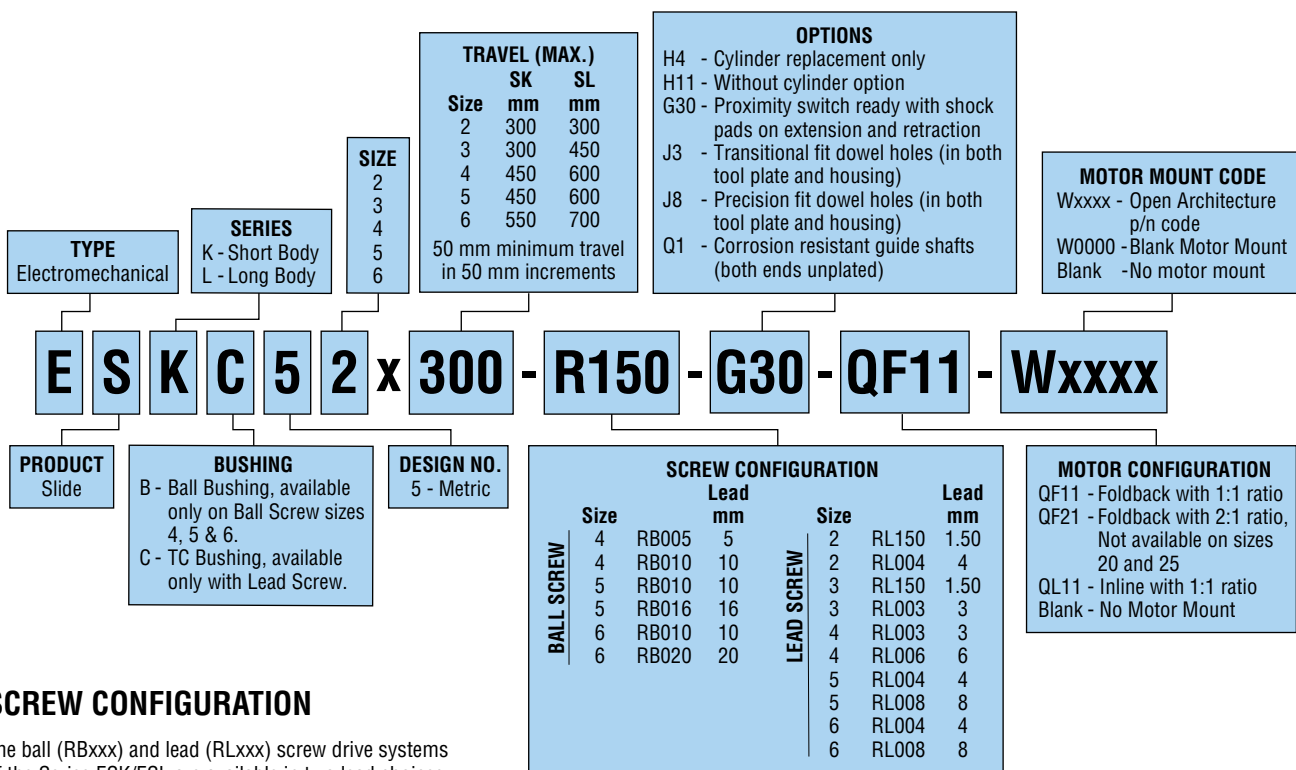 OPTIONS
H4 - Cylinder replacement only
H11 - Without cylinder option
G30 - Proximity switch ready with shock
pads on extension and retraction
J3 - Transitional fit dowel holes (in both
tool plate and housing)
J8 - Precision fit dowel holes (in both
tool plate and housing)
Q1 - Corrosion resistant guide shafts
(both ends unplated)
TRAVEL (MAX.)
SK SL
Size mm mm
2 300 300
3 300 450
4 450 600
5 450 600
6 550 700
50 mm minimum travel
in 50 mm increments
SIZE
2
3
4
5
6
MOTOR MOUNT CODE
Wxxxx - Open Architecture
p/n code
W0000 - Blank Motor Mount
Blank - No motor mount
SERIES
K - Short Body
L - Long Body
TYPE
Electromechanical
E S K C 5 2 x 300 - R150 - G30 - QF11 - Wxxxx
PRODUCT
Slide
BUSHING
B - Ball Bushing, available
only on Ball Screw sizes
4, 5 & 6.
C - TC Bushing, available
only with Lead Screw.
DESIGN NO.
5 - Metric
SCREW CONFIGURATION
Lead Lead
Size mm Size mm
BALL SCREW
4 RB005 5
4 RB010 10
5 RB010 10
5 RB016 16
6 RB010 10
6 RB020 20
LEAD SCREW
2 RL150 1.50
2 RL004 4
3 RL150 1.50
3 RL003 3
4 RL003 3
4 RL006 6
5 RL004 4
5 RL008 8
6 RL004 4
6 RL008 8
MOTOR CONFIGURATION
QF11 - Foldback with 1:1 ratio
QF21 - Foldback with 2:1 ratio,
Not available on sizes
20 and 25
QL11 - Inline with 1:1 ratio
Blank - No Motor Mount
SCREW CONFIGURATION
he ball (RBxxx) and lead (RLxxx) screw drive systems